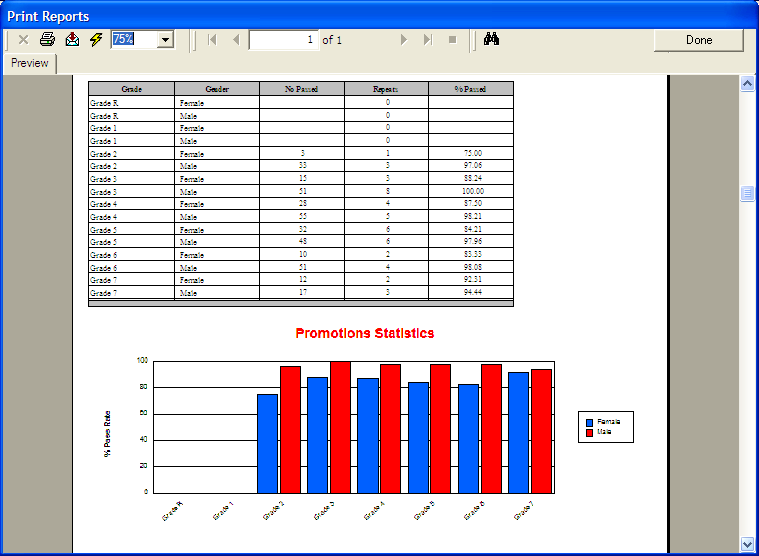 Print Reports
75% 1 of 1 Done
Preview
Grade Gender No Passed Repeats % Passed
Grade R Female 0
Grade R Male 0
Grade 1 Female 0
Grade 1 Male 0
Grade 2 Female 3 1 75.00
Grade 2 Male 33 3 97.06
Grade 3 Female 15 3 88.24
Grade 3 Male 51 8 100.00
Grade 4 Female 28 4 87.50
Grade 4 Male 55 5 98.21
Grade 5 Female 32 6 84.21
Grade 5 Male 48 6 97.96
Grade 6 Female 10 2 83.33
Grade 6 Male 51 4 98.08
Grade 7 Female 12 2 92.31
Grade 7 Male 17 3 94.44
Promotions Statistics
100
80
60
40
20
0
% Pass Rate
Female
Male
Grade R Grade 1 Grade 2 Grade 3 Grade 4 Grade 5 Grade 6 Grade 7